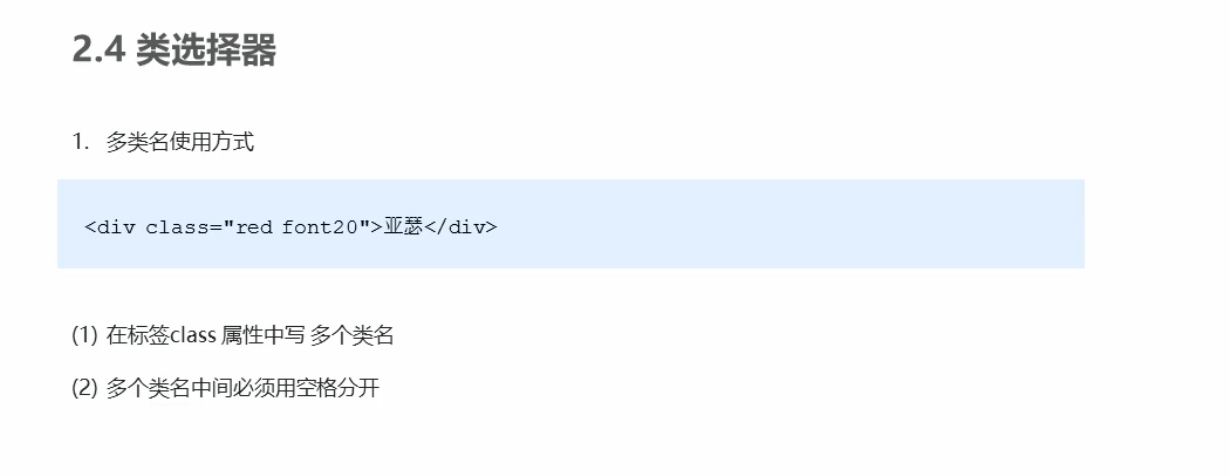 2.4 类选择器
1. 多类名使用方式
<div class="red font20">亚瑟</div>
(1) 在标签class 属性中写 多个类名
(2) 多个类名中间必须用空格分开